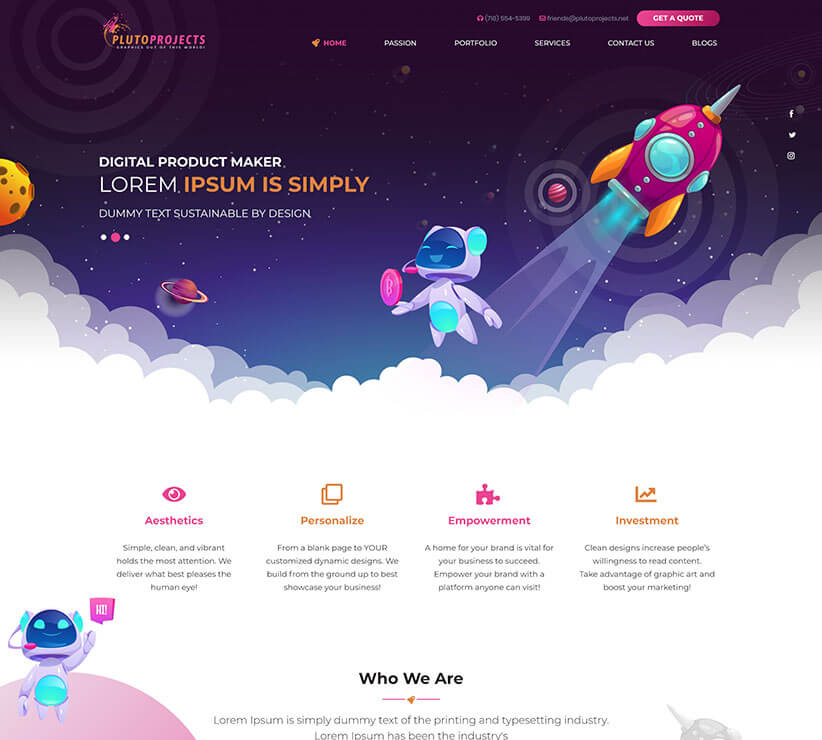 (718) 554-5399 friends@plutoprojects.net GET A QUOTE
PLUTOPROJECTS
GRAPHICS OUT OF THIS WORLD!
HOME PASSION PORTFOLIO SERVICES CONTACT US BLOGS
DIGITAL PRODUCT MAKER
LOREM IPSUM IS SIMPLY
DUMMY TEXT SUSTAINABLE BY DESIGN
Aesthetics
Simple, clean, and vibrant
holds the most attention. We
deliver what best pleases the
human eye!
Personalize
From a blank page to YOUR
customized dynamic designs. We
build from the ground up to best
showcase your business!
Empowerment
A home for your brand is vital for
your business to succeed.
Empower your brand with a
platform anyone can visit!
Investment
Clean designs increase people's
willingness to read content.
Take advantage of graphic art and
boost your marketing!
HI!
Who We Are
Lorem Ipsum is simply dummy text of the printing and typesetting industry.
Lorem Ipsum has been the industry's